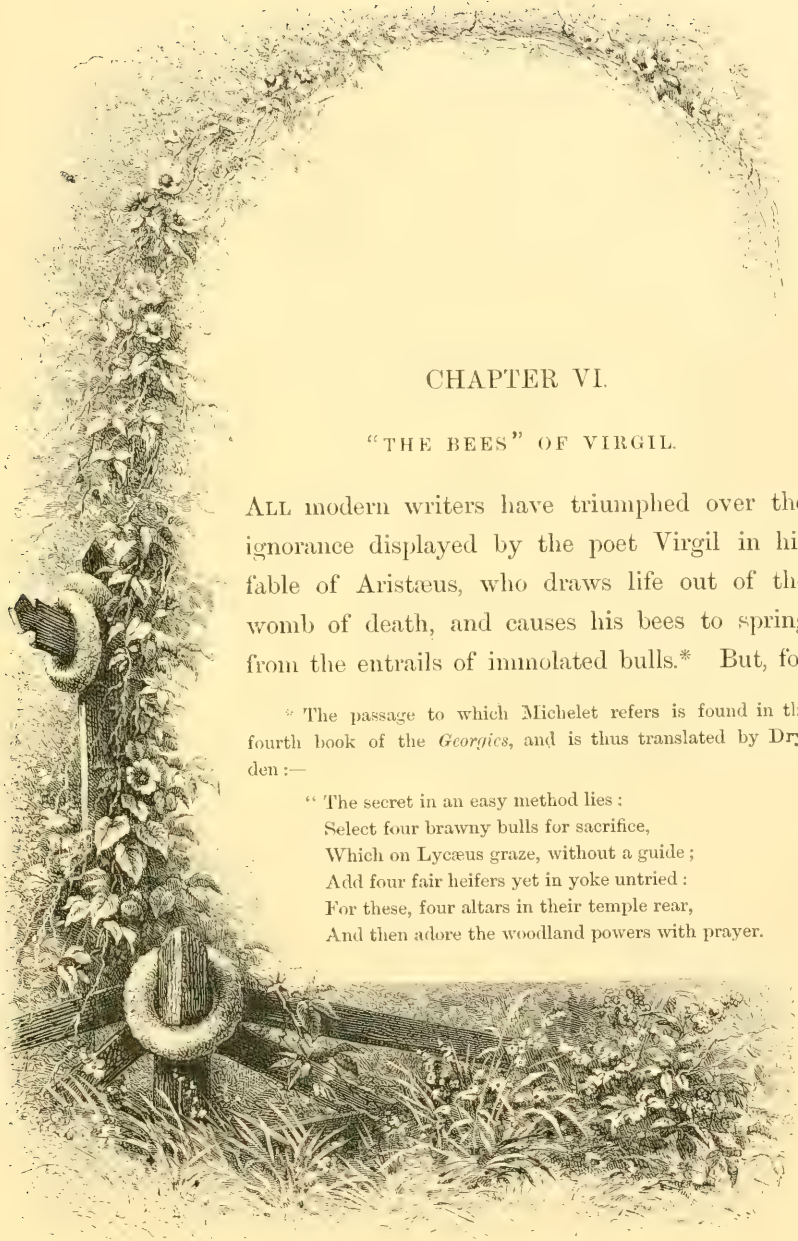 CHAPTER VI.
"THE BEES" OF VIRGIL.
ALL modern writers have triumphed over the
ignorance displayed by the poet Virgil in hi
fable of Aristæus, who draws life out of th
womb of death, and causes his bees to spring
from the entrails of immolated bulls.* But, fo
* The passage to which Michelet refers is found in th
fourth book of the Georgics, and is thus translated by Dry
den :—
" The secret in an easy method lies :
Select four brawny bulls for sacrifice,
Which on Lycæus graze, without a guide ;
Add four fair heifers yet in yoke untried :
For these, four altars in their temple rear,
And then adore the woodland powers with prayer.